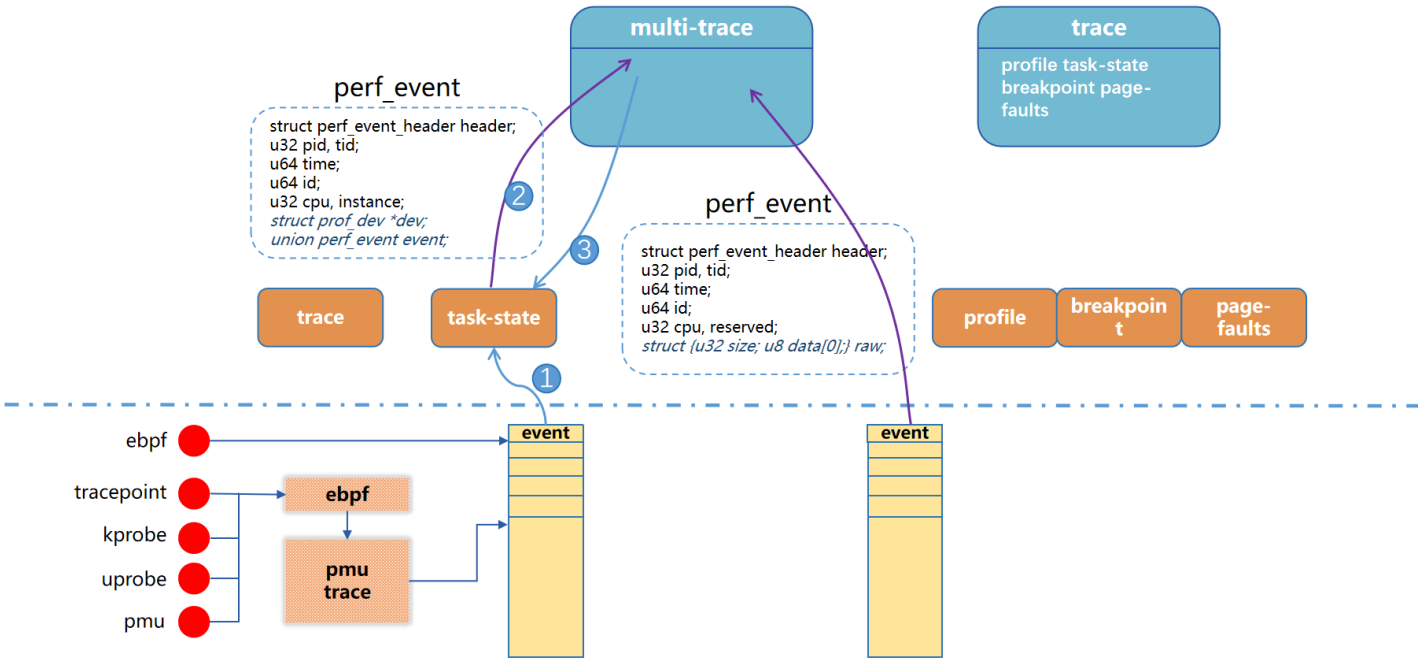 multi-trace
trace
profile task-state
breakpoint page-
faults
perf_event
struct perf_event_header header;
u32 pid, tid;
u64 time;
u64 id;
u32 cpu, instance;
struct prof_dev *dev;
union perf_event event;
2
3
perf_event
struct perf_event_header header;
u32 pid, tid;
u64 time;
u64 id;
u32 cpu, reserved;
struct {u32 size; u8 data[0];} raw;
trace
task-state
profile
breakpoin
t
page-
faults
1
ebpf
tracepoint
kprobe
uprobe
pmu
ebpf
pmu
trace
event
event